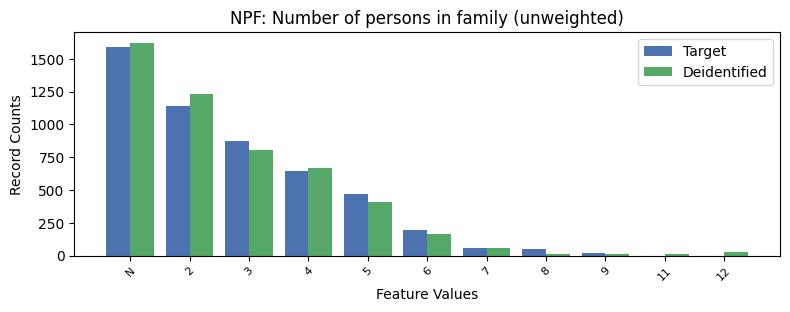 NPF: Number of persons in family (unweighted)
Target
Deidentified
Record Counts
1500
1250
1000
750
500
250
0
N
2
3
4
5
6
7
8
9
11
12
Feature Values